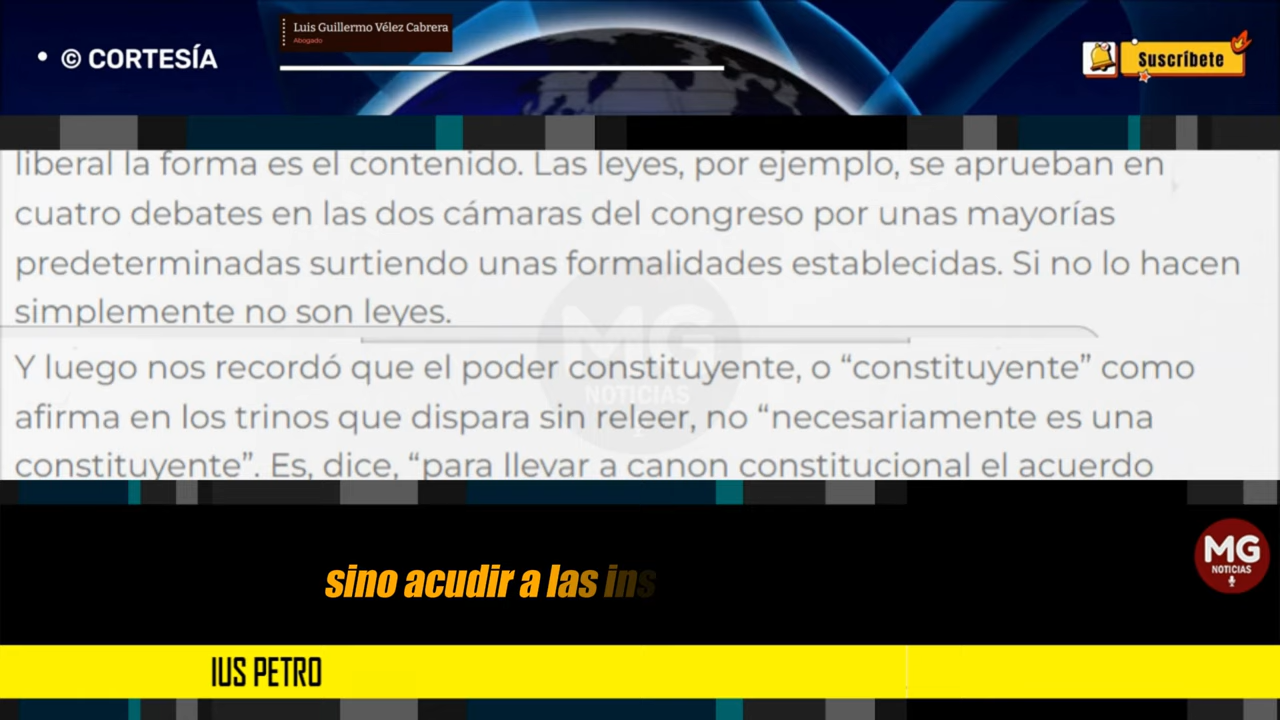 • © CORTESÍA
Luis Guillermo Vélez Cabrera
Abogado
Suscríbete
liberal la forma es el contenido. Las leyes, por ejemplo, se aprueban en
cuatro debates en las dos cámaras del congreso por unas mayorías
predeterminadas surtiendo unas formalidades establecidas. Si no lo hacen
simplemente no son leyes.
Y luego nos recordó que el poder constituyente, o “constituyente” como
afirma en los trinos que dispara sin releer, no “necesariamente es una
constituyente”. Es, dice, “para llevar a canon constitucional el acuerdo
MG
NOTICIAS
sino acudir a las ins
MG
NOTICIAS
IUS PETRO